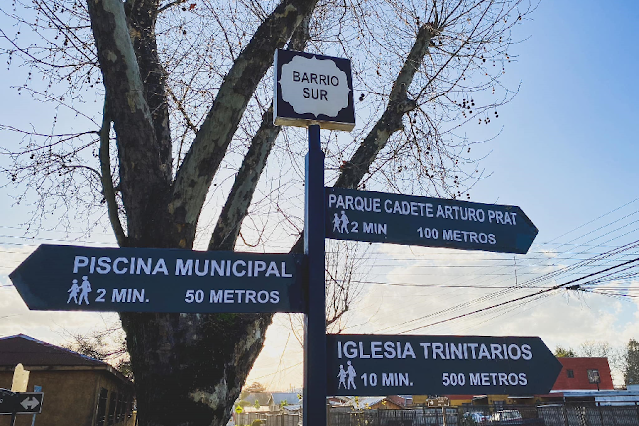 BARRIO
SUR
PARQUE CADETE ARTURO PRAT
2 MIN 100 METROS
PISCINA MUNICIPAL
2 MIN. 50 METROS
IGLESIA TRINITARIOS
10 MIN. 500 METROS